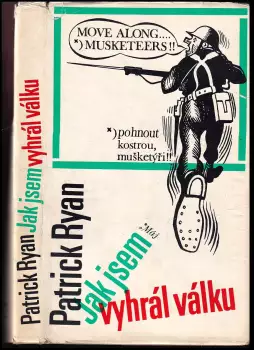 MOVE ALONG....
*) MUSKETEERS!!
*) pohnout
kostrou,
mušketýři!!
Patrick Ryan
Jak jsem
vyhrál válku
Patrick Ryan Jak jsem vyhrál válku